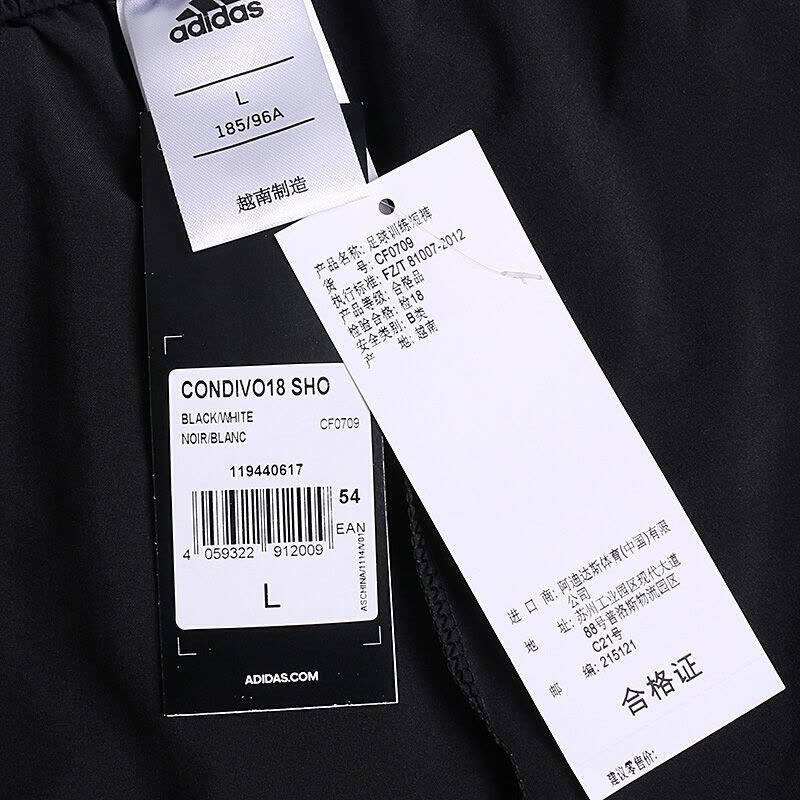 adidas
L
185/96A
越南制造
CONDIVO18 SHO
BLACK/WHITE
NOIR/BLANC
CF0709
119440617
54
EAN
4 059322 912009
L
ASCHINA/1114/V01
ADIDAS.COM
产品名称: 足球训练短裤
货 号: CF0709
执行标准: FZ/T 81007-2012
产品等级: 合格品
检验合格: 检18
安全类别: B类
产 地: 越南
进 口 商: 阿迪达斯体育(中国)有限
公司
地 址: 苏州工业园区现代大道
88号普洛斯物流园区
C21号
邮 编: 215121
合格证
建议零售价: